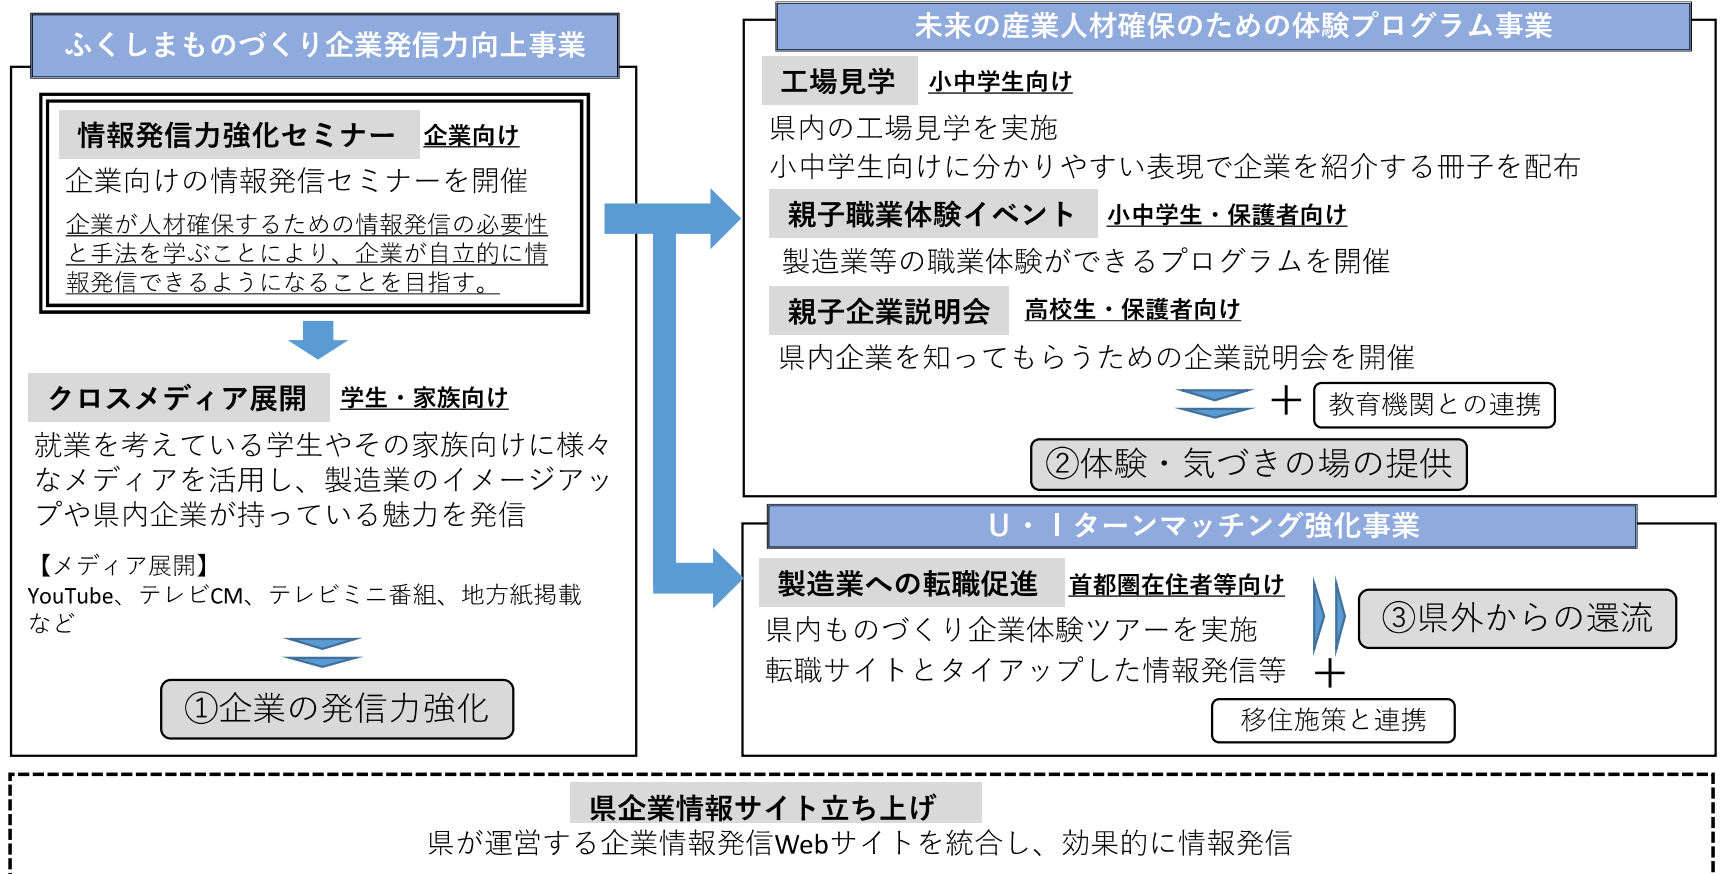 ふくしまものづくり企業発信力向上事業
情報発信力強化セミナー 企業向け
企業向けの情報発信セミナーを開催
企業が人材確保するための情報発信の必要性
と手法を学ぶことにより、企業が自立的に情
報発信できるようになることを目指す。
クロスメディア展開 学生・家族向け
就業を考えている学生やその家族向けに様々
なメディアを活用し、製造業のイメージアッ
プや県内企業が持っている魅力を発信
【メディア展開】
YouTube、テレビCM、テレビミニ番組、地方紙掲載
など
①企業の発信力強化
未来の産業人材確保のための体験プログラム事業
工場見学 小中学生向け
県内の工場見学を実施
小中学生向けに分かりやすい表現で企業を紹介する冊子を配布
親子職業体験イベント 小中学生・保護者向け
製造業等の職業体験ができるプログラムを開催
親子企業説明会 高校生・保護者向け
県内企業を知ってもらうための企業説明会を開催
＋ 教育機関との連携
②体験・気づきの場の提供
U・Iターンマッチング強化事業
製造業への転職促進 首都圏在住者等向け
県内ものづくり企業体験ツアーを実施
転職サイトとタイアップした情報発信等
③県外からの還流
＋
移住施策と連携
県企業情報サイト立ち上げ
県が運営する企業情報発信Webサイトを統合し、効果的に情報発信